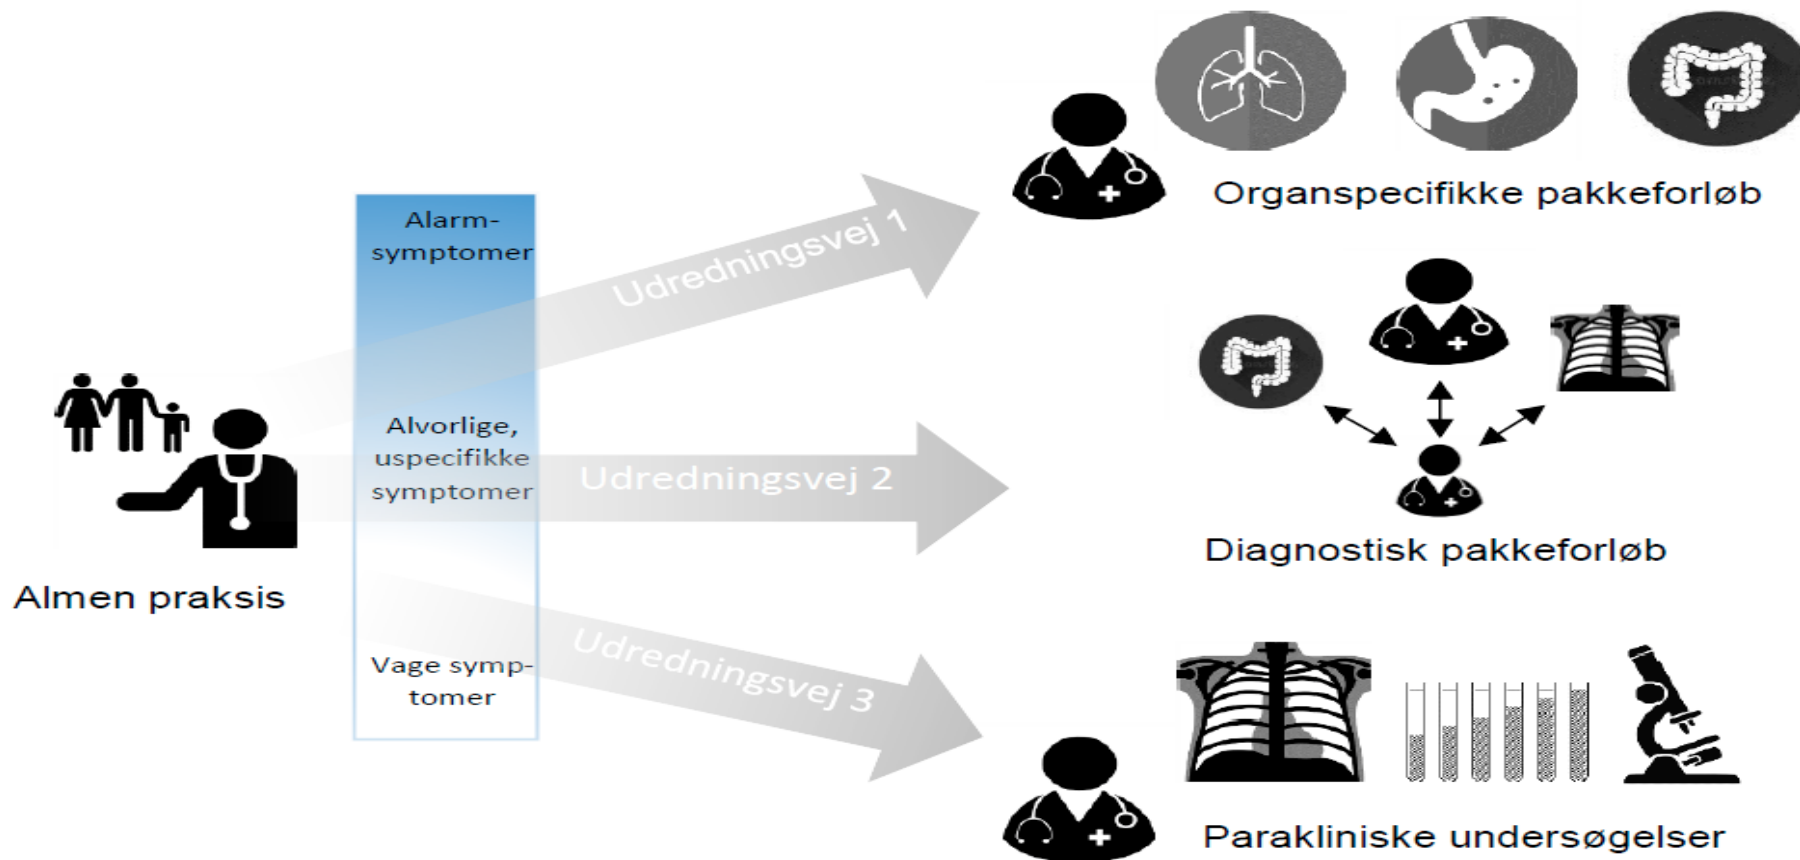 Almen praksis
Alarm-
symptomer
Alvorlige,
uspecifikke
symptomer
Vage symp-
tomer
Udredningsvej 1
Udredningsvej 2
Udredningsvej 3
Organspecifikke pakkeforløb
Diagnostisk pakkeforløb
Parakliniske undersøgelser